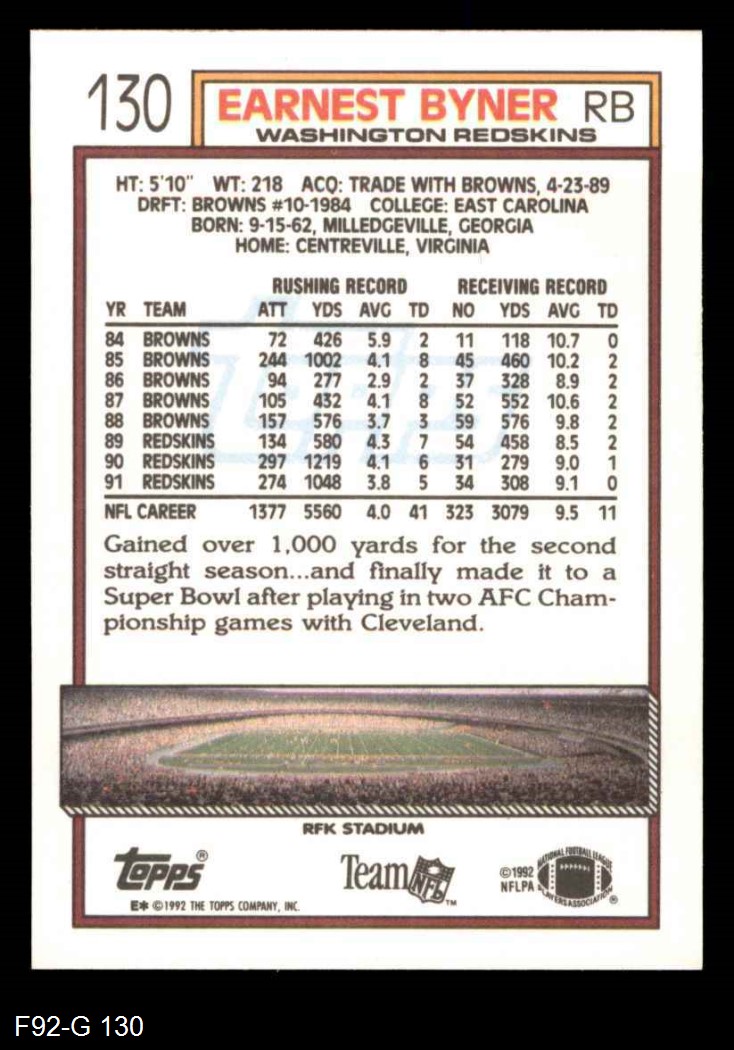 130 EARNEST BYNER RB
WASHINGTON REDSKINS
HT: 5'10" WT: 218 ACQ: TRADE WITH BROWNS, 4-23-89
DRFT: BROWNS #10-1984 COLLEGE: EAST CAROLINA
BORN: 9-15-62, MILLEDGEVILLE, GEORGIA
HOME: CENTREVILLE, VIRGINIA
RUSHING RECORD RECEIVING RECORD
YR TEAM ATT YDS AVG TD NO YDS AVG TD
84 BROWNS 72 426 5.9 2 11 118 10.7 0
85 BROWNS 244 1002 4.1 8 45 460 10.2 2
86 BROWNS 94 277 2.9 2 37 328 8.9 2
87 BROWNS 105 432 4.1 8 52 552 10.6 2
88 BROWNS 157 576 3.7 3 59 576 9.8 2
89 REDSKINS 134 580 4.3 7 54 458 8.5 2
90 REDSKINS 297 1219 4.1 6 31 279 9.0 1
91 REDSKINS 274 1048 3.8 5 34 308 9.1 0
NFL CAREER 1377 5560 4.0 41 323 3079 9.5 11
Gained over 1,000 yards for the second
straight season...and finally made it to a
Super Bowl after playing in two AFC Cham-
pionship games with Cleveland.
RFK STADIUM
topps®
Team NFL™
©1992
NFLPA
NATIONAL FOOTBALL LEAGUE
PLAYERS ASSOCIATION ®
E* ©1992 THE TOPPS COMPANY, INC.
F92-G 130